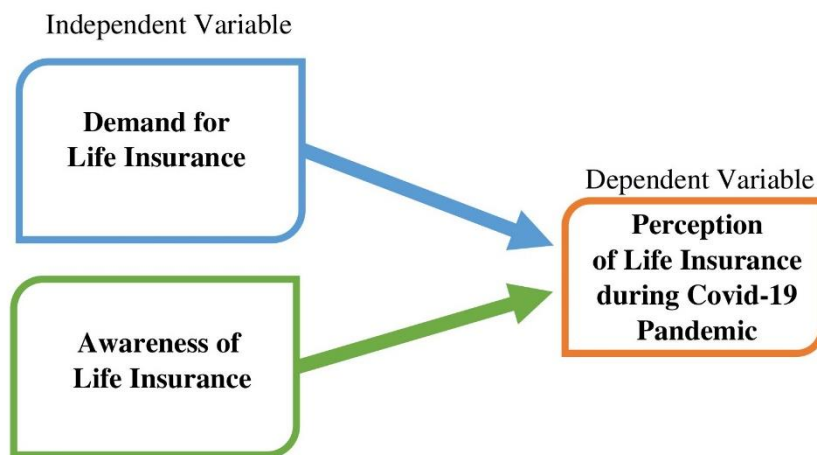 Independent Variable
Demand for
Life Insurance
Awareness of
Life Insurance
Dependent Variable
Perception
of Life Insurance
during Covid-19
Pandemic